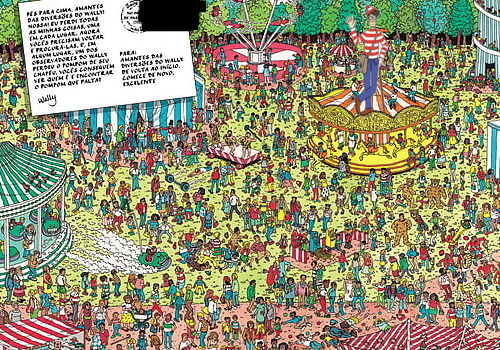 PÉS PARA CIMA, AMANTES
DAS DIVERSÕES DO WALLY!
NOSSA! EU PERDI TODAS
AS MINHAS COISAS, UMA
EM CADA LUGAR. AGORA
VOCÊS PRECISAM VOLTAR
E PROCURÁ-LAS. E, EM
ALGUM LUGAR, UM DOS
OBSERVADORES DO WALLY
PERDEU O POMPOM DE SEU
CHAPÉU. VOCÊS CONSEGUEM
VER QUEM É E ENCONTRAR
O POMPOM QUE FALTA?
Wally
PARA:
AMANTES DAS
DIVERSÕES DO WALLY
DE VOLTA AO INÍCIO,
COMECE DE NOVO,
EXCELENTE